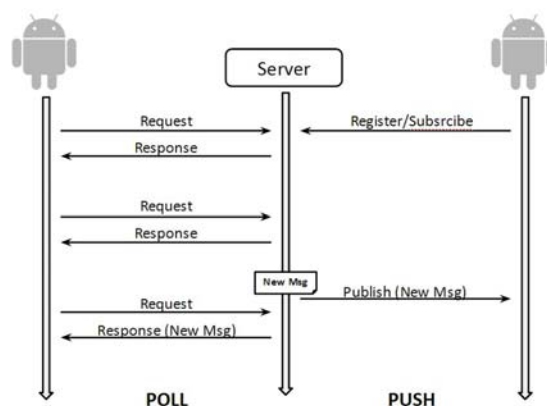 Server
Request
Register/Subsrcibe
Response
Request
Response
New Msg
Publish (New Msg)
Request
Response (New Msg)
POLL
PUSH